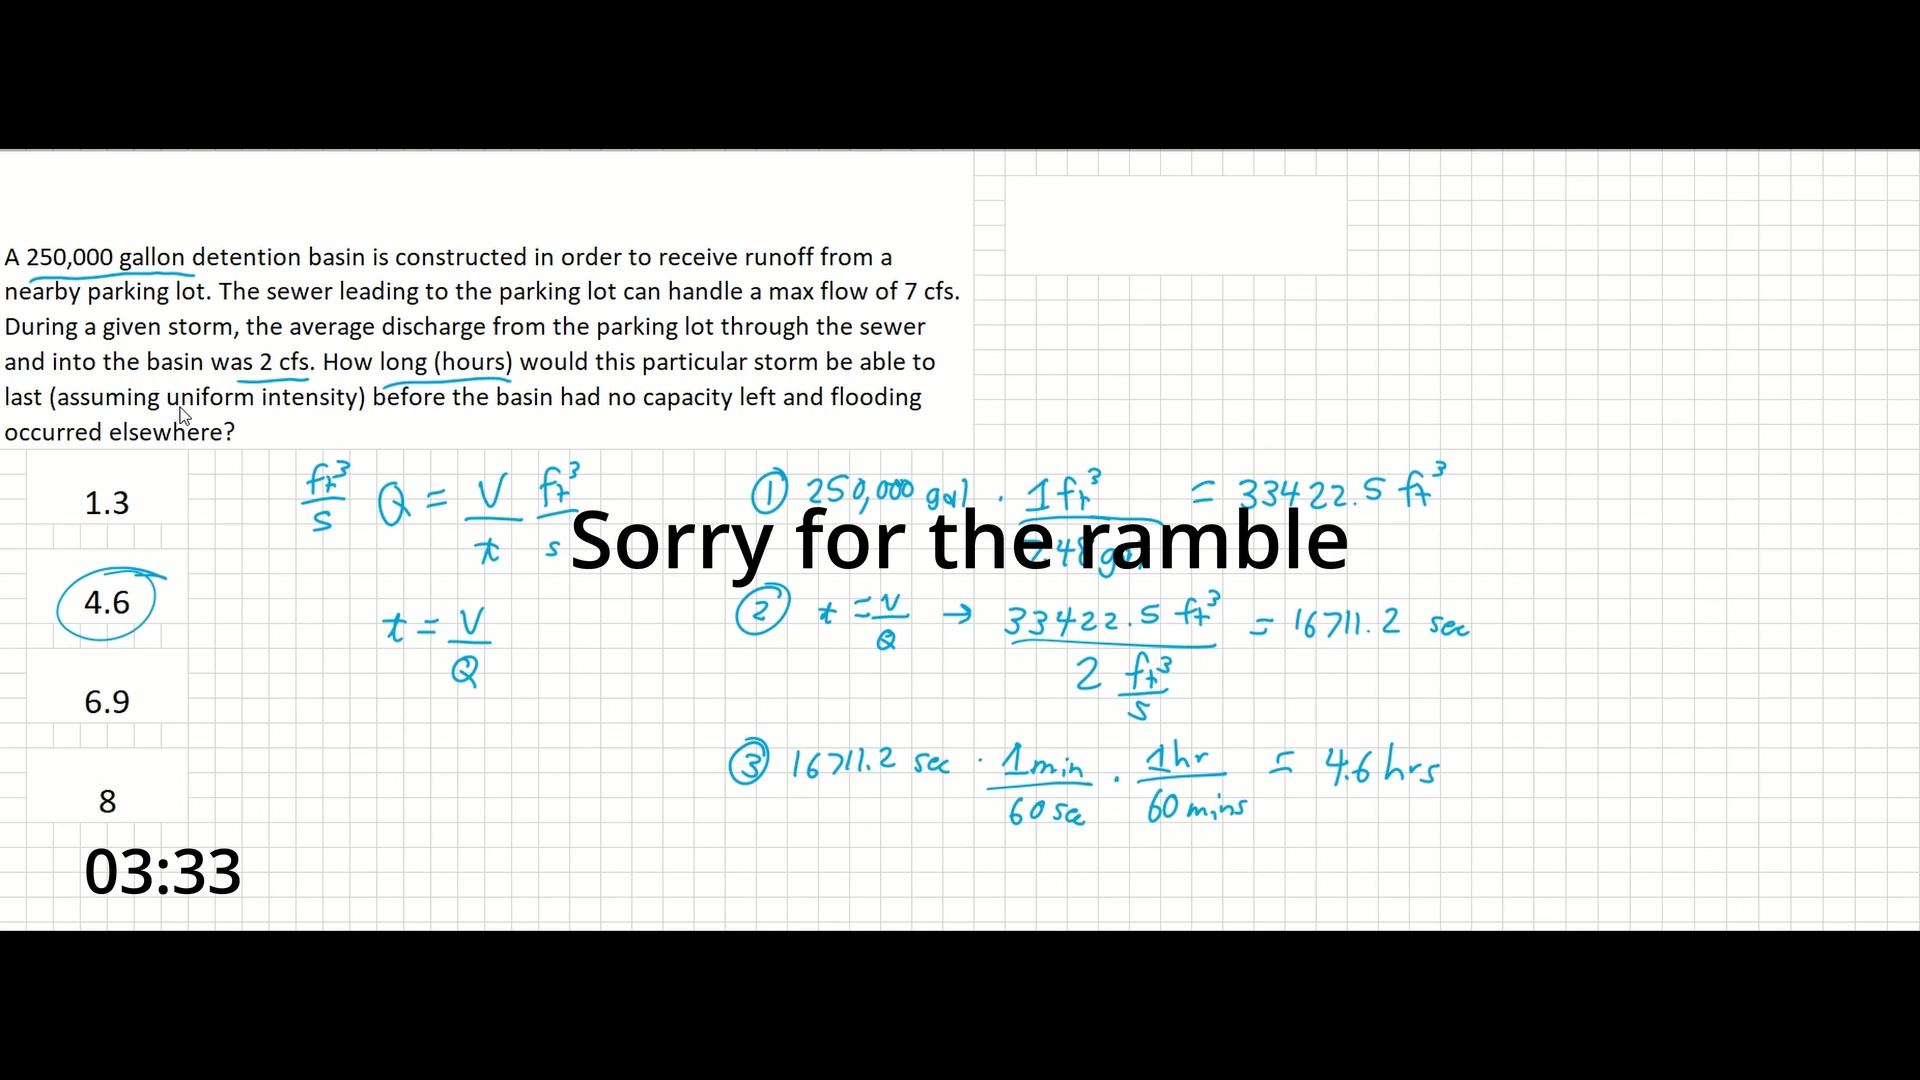 A 250,000 gallon detention basin is constructed in order to receive runoff from a
nearby parking lot. The sewer leading to the parking lot can handle a max flow of 7 cfs.
During a given storm, the average discharge from the parking lot through the sewer
and into the basin was 2 cfs. How long (hours) would this particular storm be able to
last (assuming uniform intensity) before the basin had no capacity left and flooding
occurred elsewhere?
1.3
4.6
6.9
8
03:33
ft³/s Q = V/t ft³/s
t = V/Q
① 250,000 gal · 1 ft³ = 33422.5 ft³
Sorry for the ramble
② t = V/Q → 33422.5 ft³ / 2 ft³/s = 16711.2 sec
③ 16711.2 sec · 1 min/60 sec · 1 hr/60 mins = 4.6 hrs